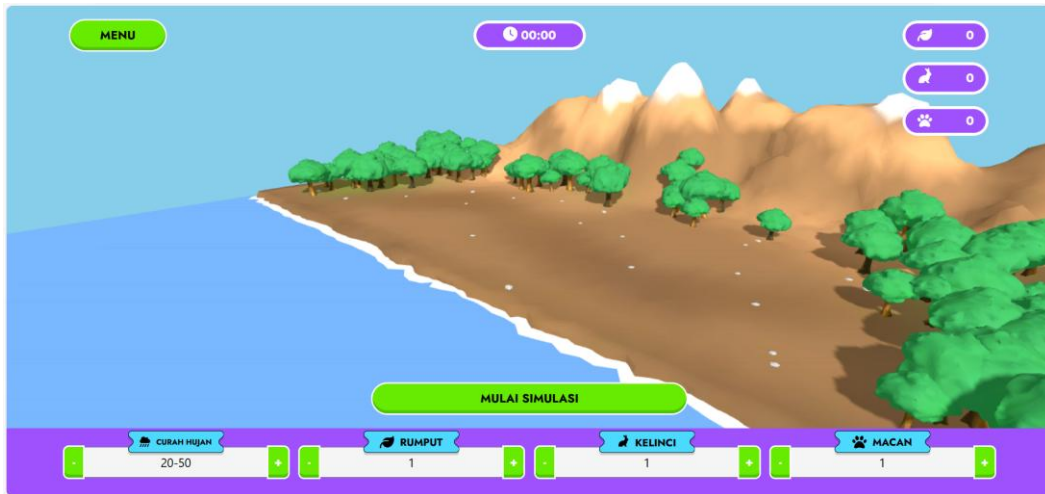 MENU
00:00
0
0
0
MULAI SIMULASI
CURAH HUJAN
RUMPUT
KELINCI
MACAN
- 20-50 +
- 1 +
- 1 +
- 1 +